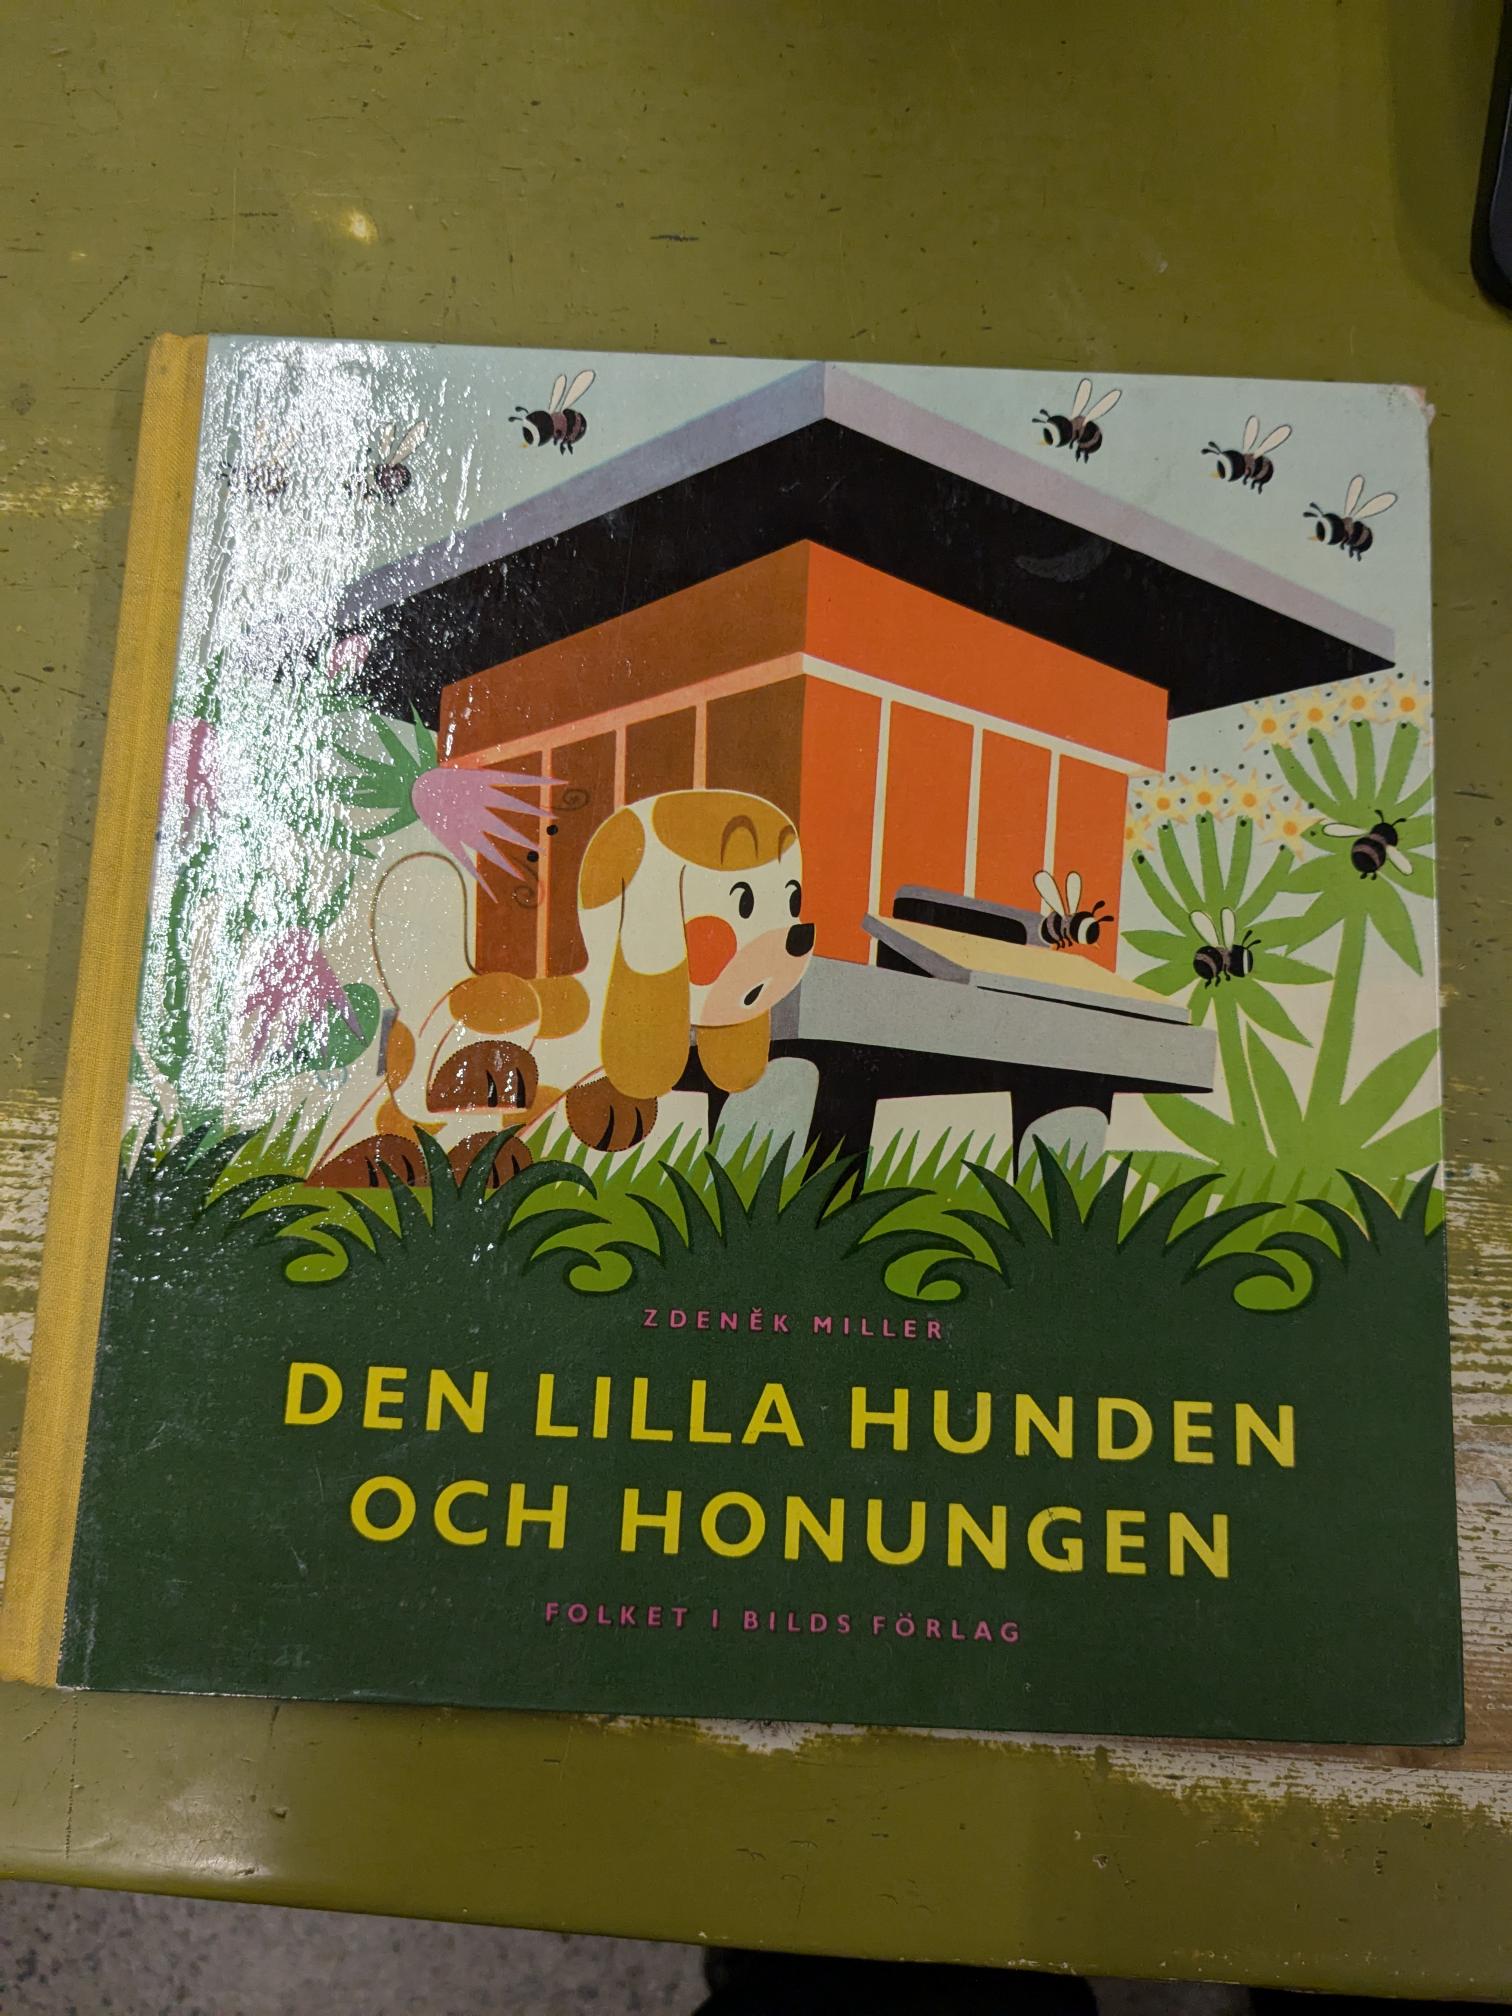 ZDENĚK MILLER
DEN LILLA HUNDEN
OCH HONUNGEN
FOLKET I BILDS FÖRLAG